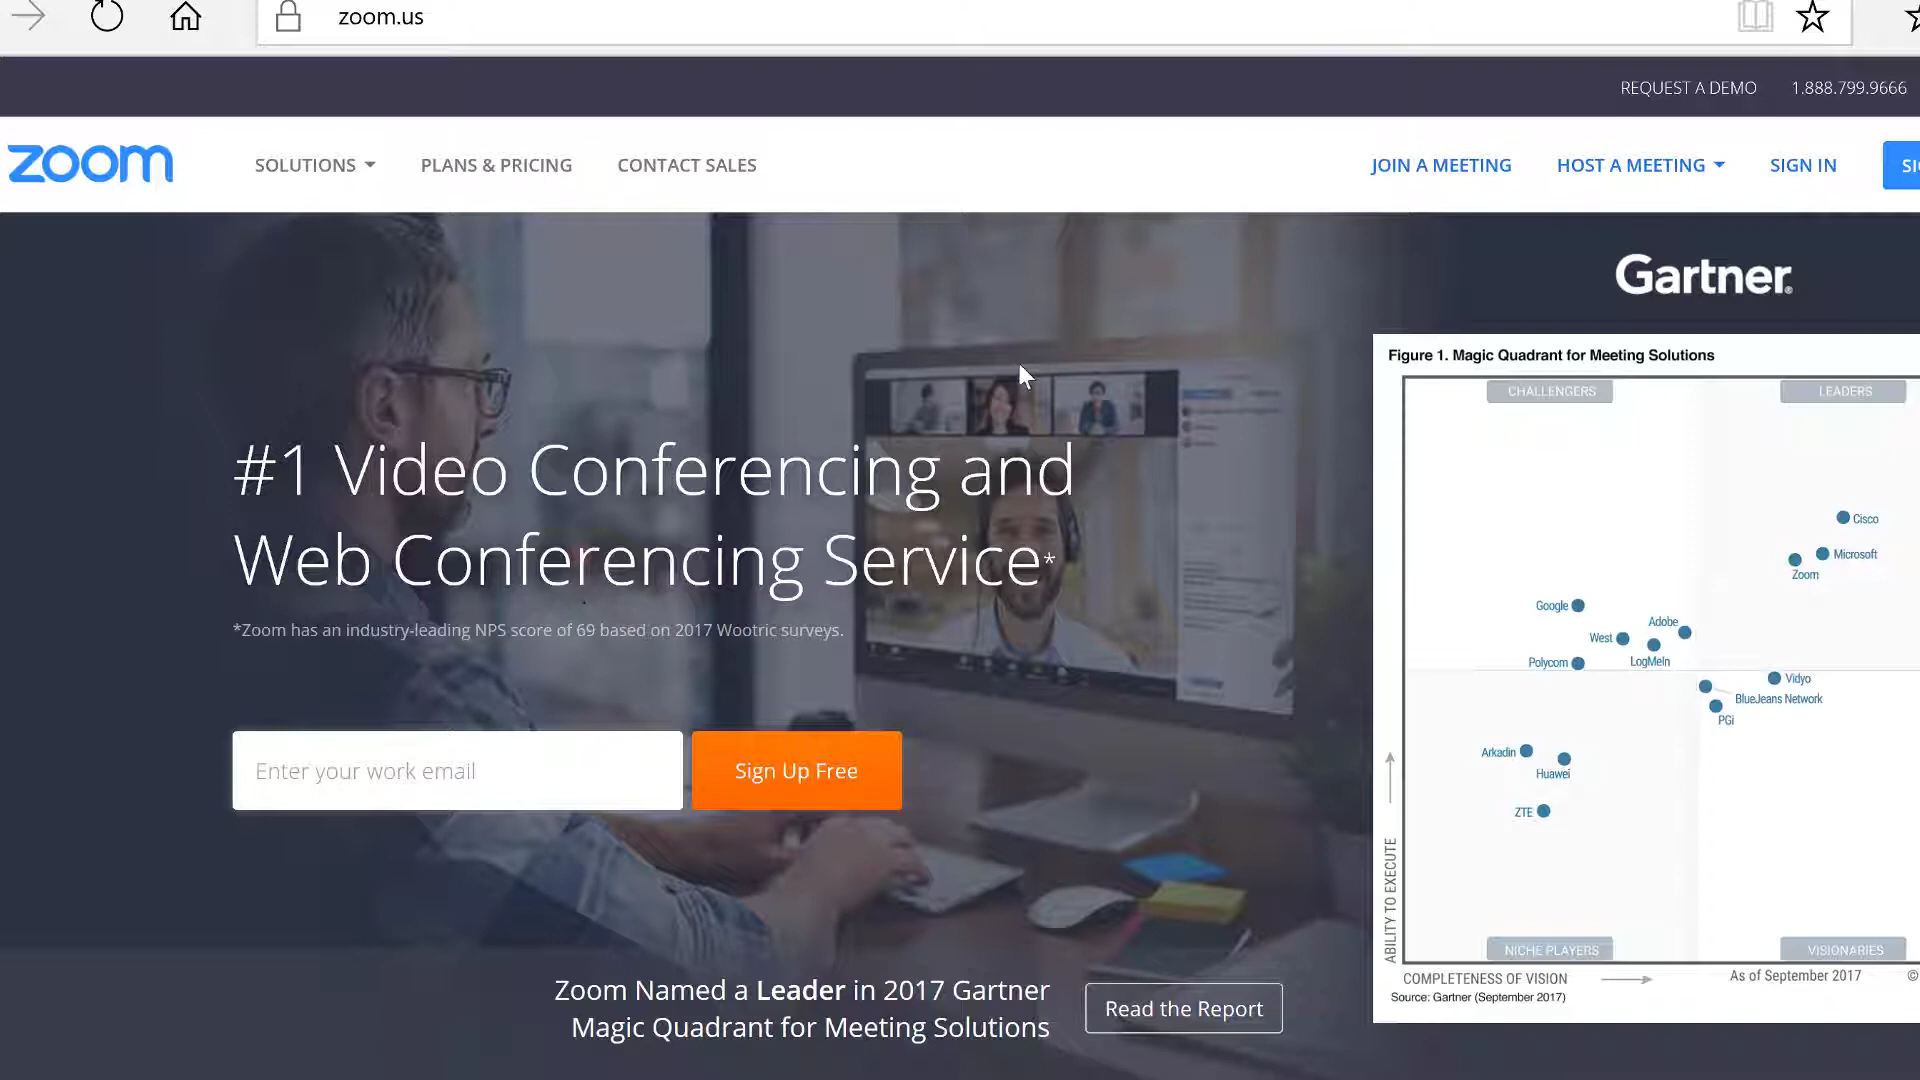 zoom.us
REQUEST A DEMO 1.888.799.9666
zoom SOLUTIONS PLANS & PRICING CONTACT SALES JOIN A MEETING HOST A MEETING SIGN IN SI
Gartner.
Figure 1. Magic Quadrant for Meeting Solutions
CHALLENGERS LEADERS
#1 Video Conferencing and
Web Conferencing Service*
*Zoom has an industry-leading NPS score of 69 based on 2017 Wootric surveys.
Cisco
Microsoft
Zoom
Google
Adobe
West
LogMeIn
Polycom
Vidyo
BlueJeans Network
PGi
Arkadin
Huawei
ZTE
Enter your work email Sign Up Free
ABILITY TO EXECUTE
NICHE PLAYERS VISIONARIES
COMPLETENESS OF VISION As of September 2017 ©
Source: Gartner (September 2017)
Zoom Named a Leader in 2017 Gartner
Magic Quadrant for Meeting Solutions
Read the Report